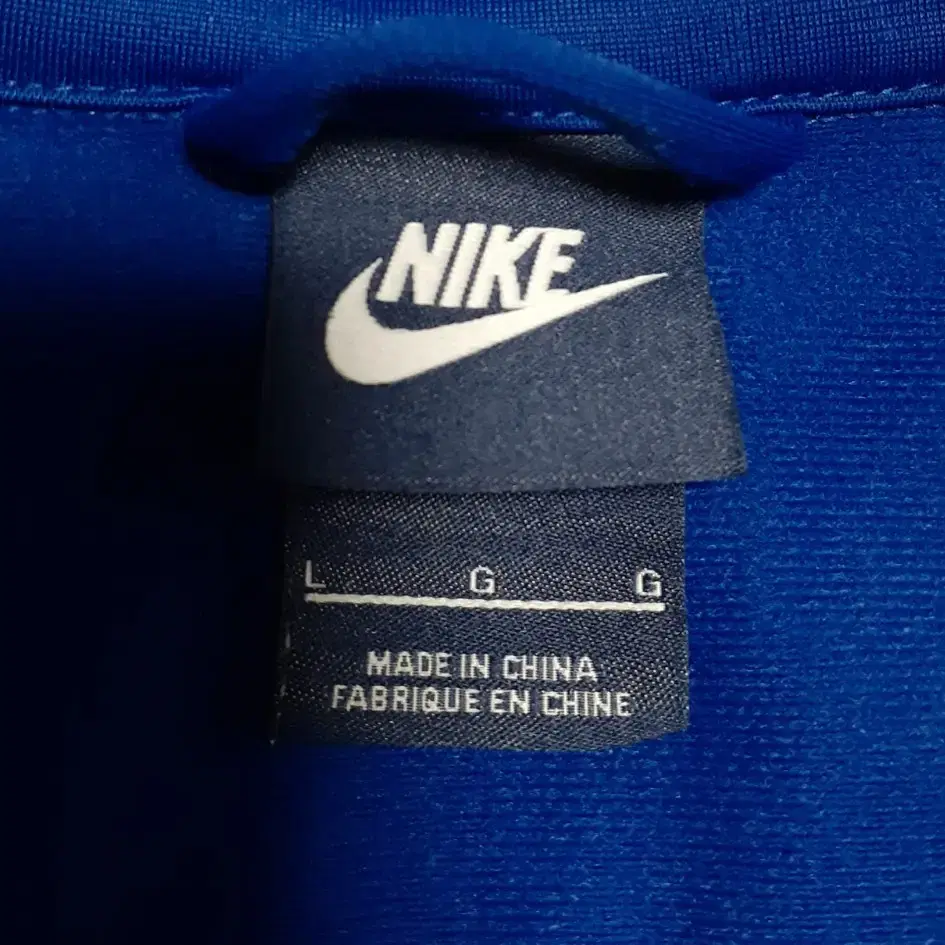 NIKE
L G G
MADE IN CHINA
FABRIQUE EN CHINE